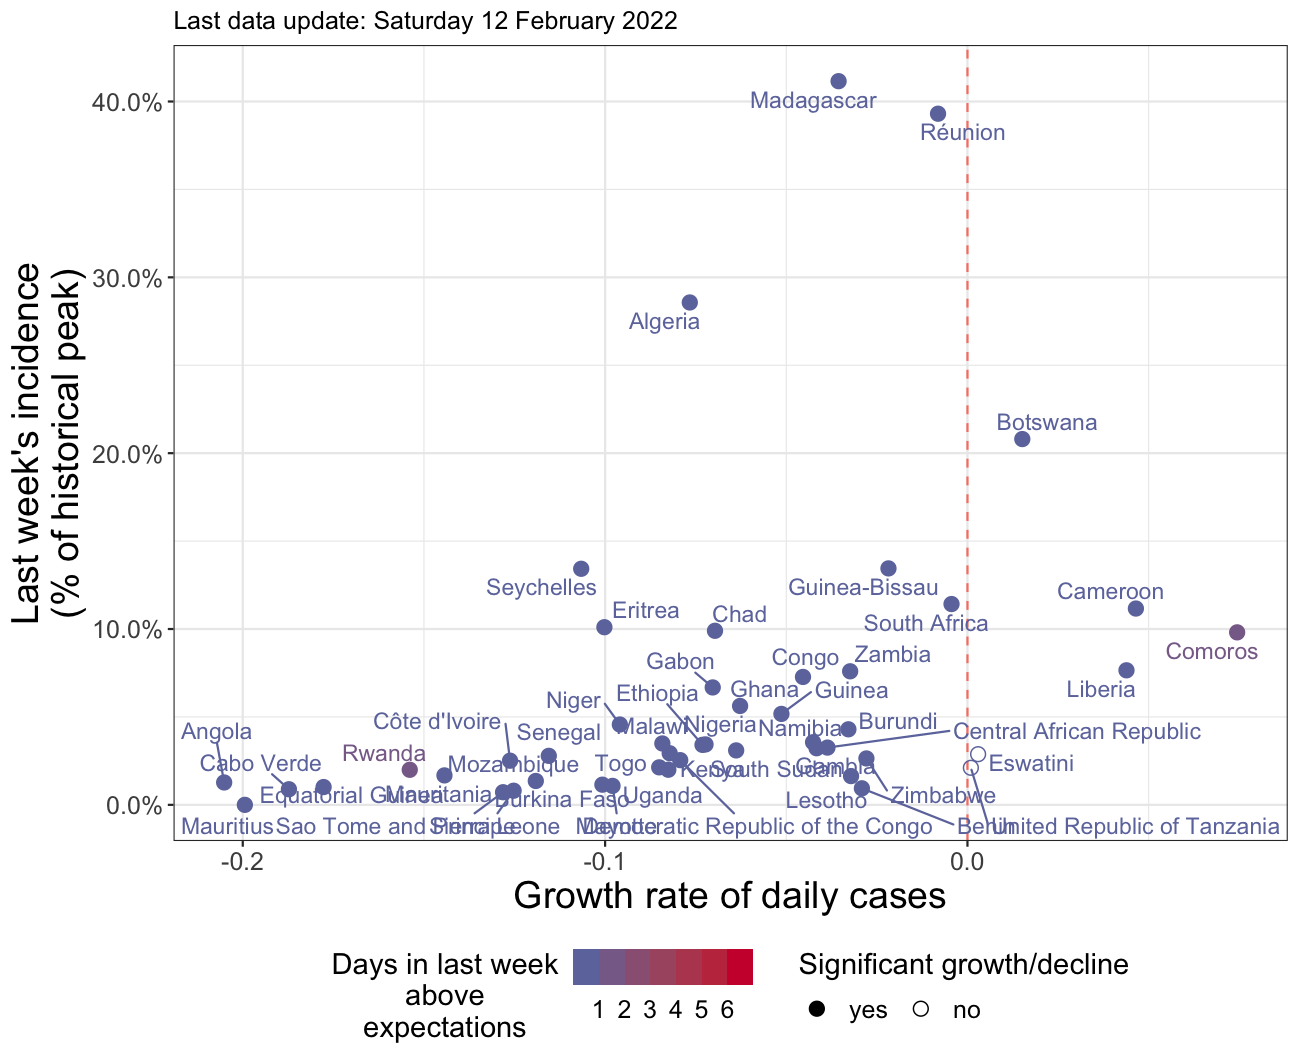 Last data update: Saturday 12 February 2022
Last week's incidence
(% of historical peak)
40.0%
30.0%
20.0%
10.0%
0.0%
Madagascar
Réunion
Algeria
Botswana
Seychelles
Guinea-Bissau
Cameroon
Eritrea
Chad
South Africa
Comoros
Gabon
Congo
Zambia
Liberia
Niger
Ethiopia
Ghana
Guinea
Angola
Côte d'Ivoire
Senegal
Malawi
Nigeria
Namibia
Burundi
Central African Republic
Cabo Verde
Rwanda
Mozambique
Togo
Kenya
South Sudan
Gambia
Eswatini
Equatorial Guinea
Mauritania
Burkina Faso
Uganda
Lesotho
Zimbabwe
Mauritius
Sao Tome and Principe
Sierra Leone
Mayotte
Democratic Republic of the Congo
Benin
United Republic of Tanzania
-0.2
-0.1
0.0
Growth rate of daily cases
Days in last week
above
expectations
1 2 3 4 5 6
Significant growth/decline
yes
no